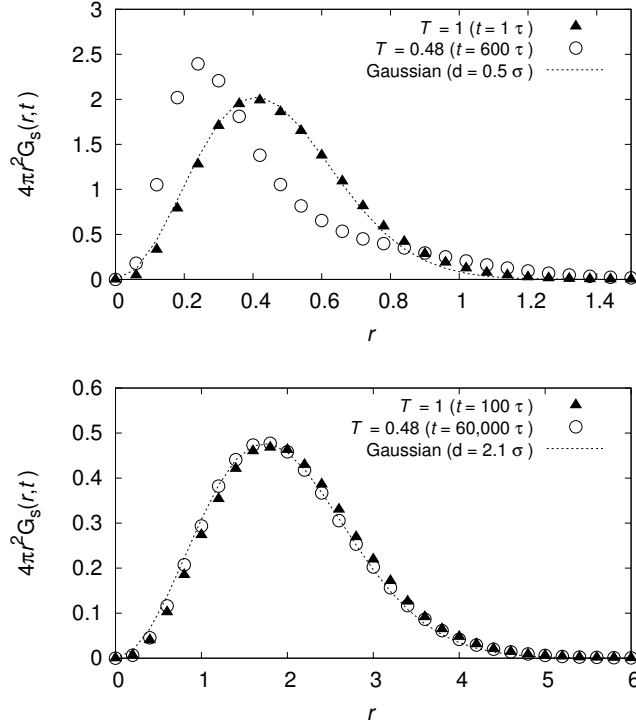 T = 1 (t = 1 τ)
T = 0.48 (t = 600 τ)
Gaussian (d = 0.5 σ)
4πr²Gₛ(r,t)
3
2.5
2
1.5
1
0.5
0
0 0.2 0.4 0.6 0.8 1 1.2 1.4
r
T = 1 (t = 100 τ)
T = 0.48 (t = 60,000 τ)
Gaussian (d = 2.1 σ)
4πr²Gₛ(r,t)
0.6
0.5
0.4
0.3
0.2
0.1
0
0 1 2 3 4 5 6
r